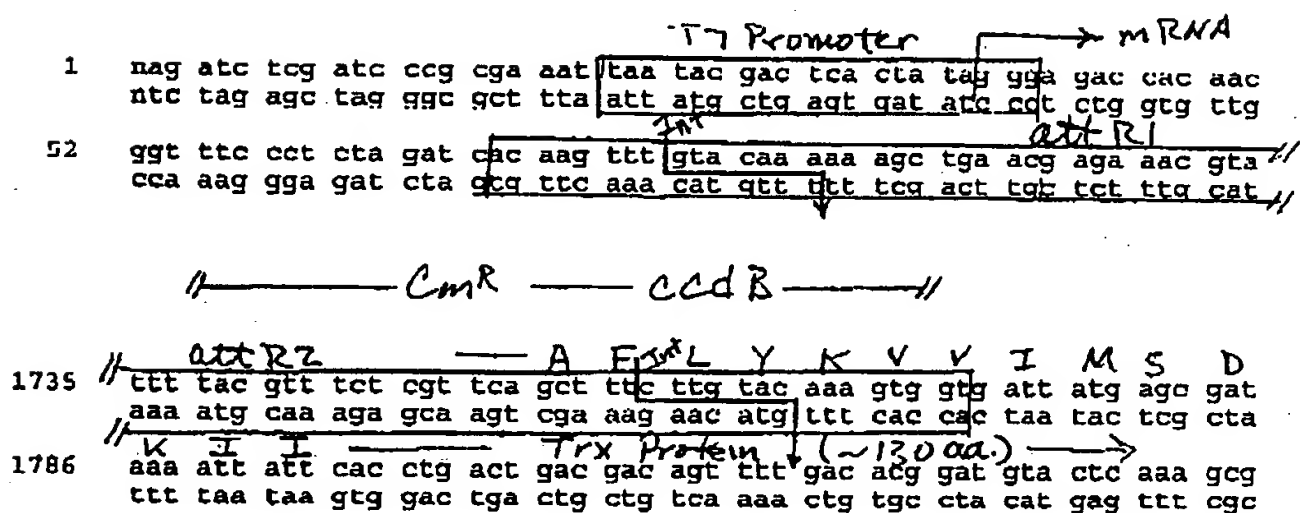 T7 Promoter → mRNA
1 nag atc tcg atc ccg cga aat taa tac gac tca cta tag gga gac cac aac
ntc tag agc tag ggc gct tta att atg ctg agt gat atc cct ctg gtg ttg
Int attR1
52 ggt ttc cct cta gat cac aag ttt gta caa aaa agc tga acg aga aac gta
cca aag gga gat cta gtg ttc aaa cat gtt ttt tcg act tgc tct ttg cat
CmR ccdB
attR2 A F Int L Y K V V I M S D
1735 ttt tac gtt tct cgt tca gct ttc ttg tac aaa gtg gtg att atg agc gat
aaa atg caa aga gca agt cga aag aac atg ttt cac cac taa tac tcg cta
K I I Trx Protein (~130 aa.)
1786 aaa att att cac ctg act gac gac agt ttt gac acg gat gta ctc aaa gcg
ttt taa taa gtg gac tga ctg ctg tca aaa ctg tgc cta cat gag ttt cgc